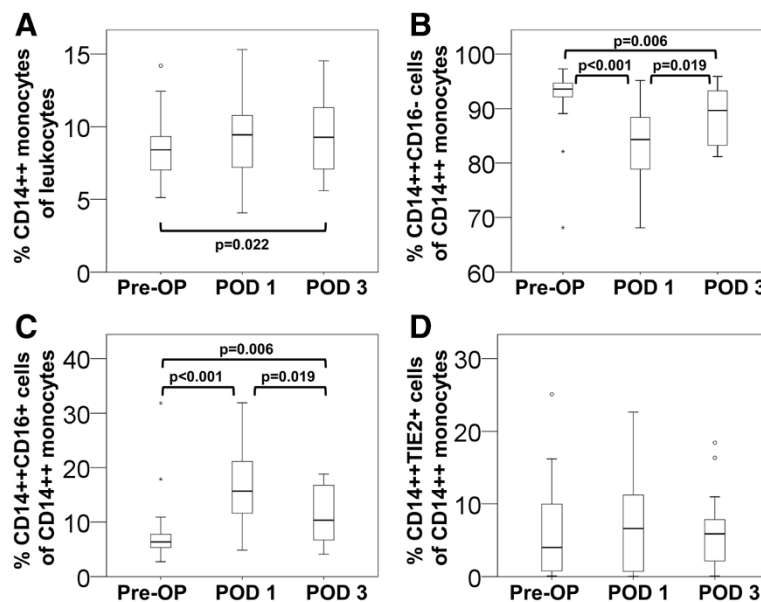 A
% CD14++ monocytes
of leukocytes
15
10
5
0
p=0.022
Pre-OP POD 1 POD 3
B
% CD14++CD16- cells
of CD14++ monocytes
100
90
80
70
60
p=0.006
p<0.001 p=0.019
Pre-OP POD 1 POD 3
C
% CD14++CD16+ cells
of CD14++ monocytes
40
30
20
10
0
p=0.006
p<0.001 p=0.019
Pre-OP POD 1 POD 3
D
% CD14++TIE2+ cells
of CD14++ monocytes
30
20
10
0
Pre-OP POD 1 POD 3